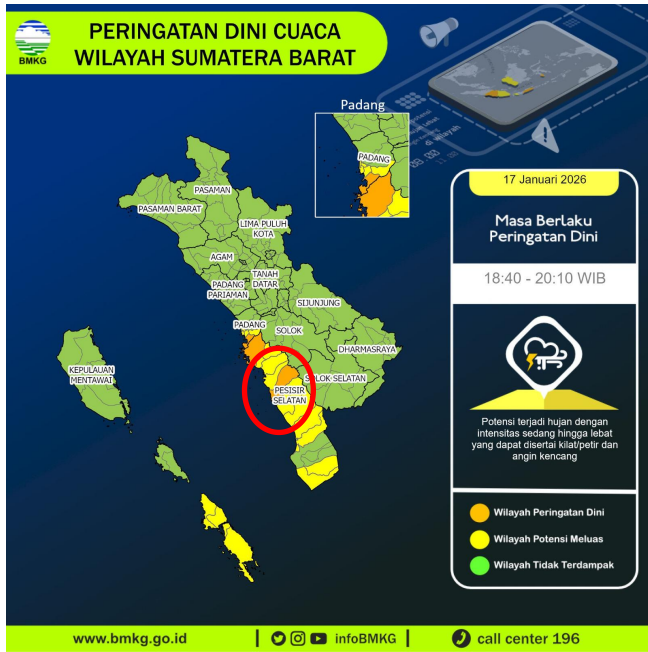 PERINGATAN DINI CUACA
WILAYAH SUMATERA BARAT
BMKG
Padang
PADANG
17 Januari 2026
Masa Berlaku
Peringatan Dini
18:40 - 20:10 WIB
PASAMAN
PASAMAN BARAT
LIMA PULUH
KOTA
AGAM
TANAH
DATAR
PADANG
PARIAMAN
SIJUNJUNG
PADANG
SOLOK
DHARMASRAYA
KEPULAUAN
MENTAWAI
SOLOK SELATAN
PESISIR
SELATAN
Potensi terjadi hujan dengan
intensitas sedang hingga lebat
yang dapat disertai kilat/petir dan
angin kencang
Wilayah Peringatan Dini
Wilayah Potensi Meluas
Wilayah Tidak Terdampak
www.bmkg.go.id
infoBMKG
call center 196